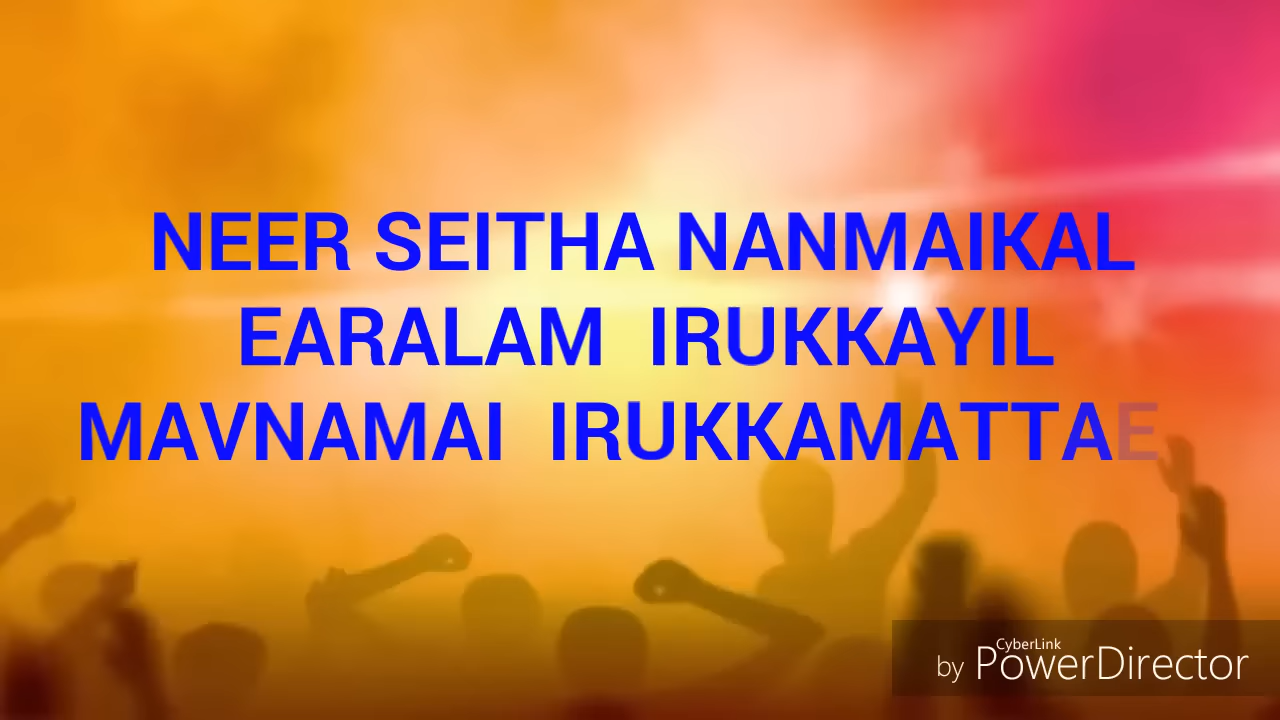 NEER SEITHA NANMAIKAL
EARALAM IRUKKAYIL
MAVNAMAI IRUKKAMATTAE
CyberLink
by PowerDirector